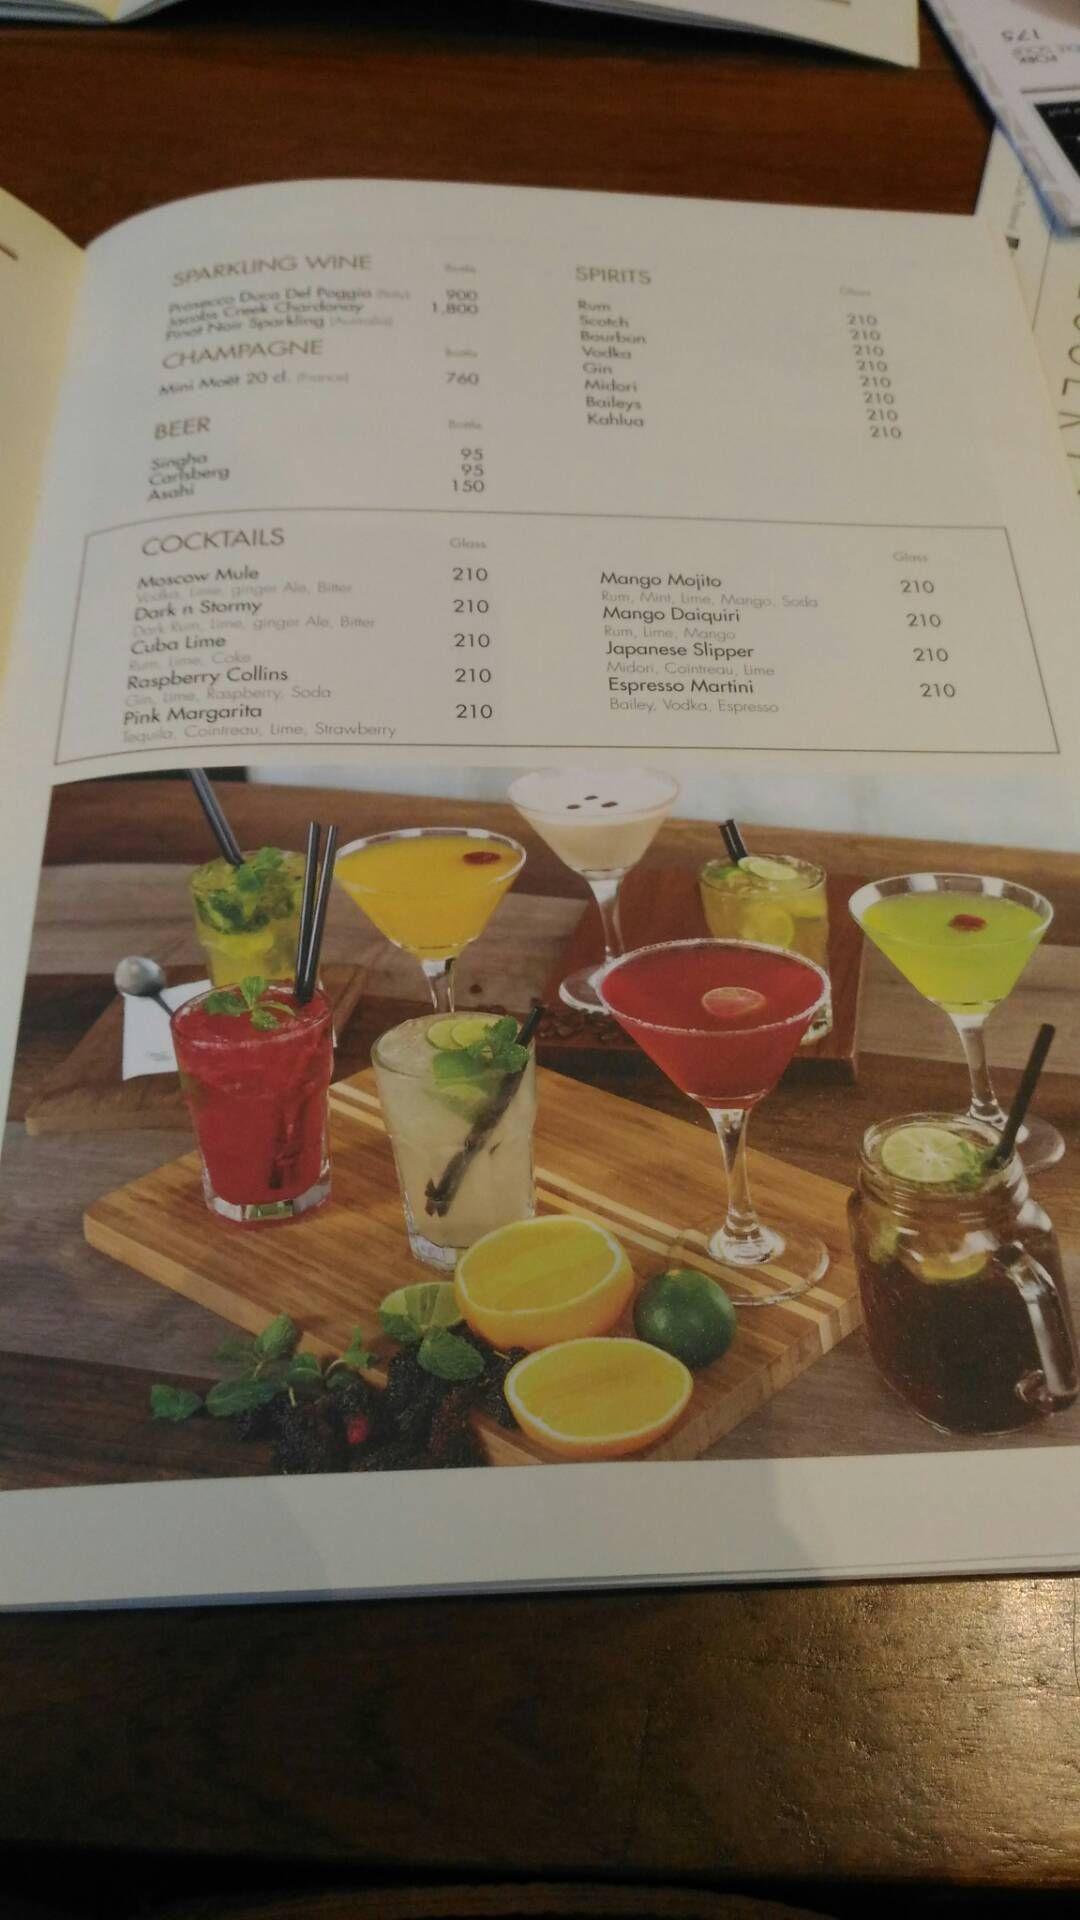 SPARKLING WINE Bottle
Prosecco Duca Del Poggio (Italy) 900
Jacobs Creek Chardonay 1,800
Pinot Noir Sparkling (Australia)
CHAMPAGNE Bottle
Mini Moët 20 cl. (France) 760
BEER Bottle
Singha 95
Carlsberg 95
Asahi 150
SPIRITS Glass
Rum 210
Scotch 210
Bourbon 210
Vodka 210
Gin 210
Midori 210
Baileys 210
Kahlua 210
COCKTAILS Glass
Moscow Mule 210
Vodka, Lime, ginger Ale, Bitter
Dark n Stormy 210
Dark Rum, Lime, ginger Ale, Bitter
Cuba Lime 210
Rum, Lime, Coke
Raspberry Collins 210
Gin, Lime, Raspberry, Soda
Pink Margarita 210
Tequila, Cointreau, Lime, Strawberry
Glass
Mango Mojito 210
Rum, Mint, Lime, Mango, Soda
Mango Daiquiri 210
Rum, Lime, Mango
Japanese Slipper 210
Midori, Cointreau, Lime
Espresso Martini 210
Bailey, Vodka, Espresso
PORK
175